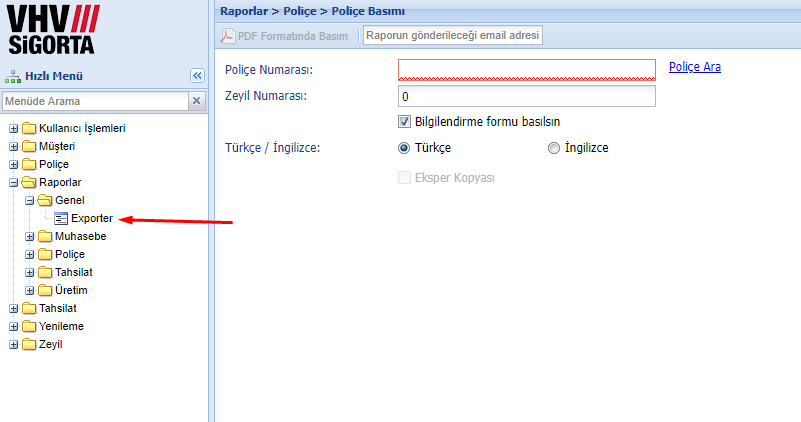 VHV
SiGORTA
Hızlı Menü
Menüde Arama
Kullanıcı İşlemleri
Müşteri
Poliçe
Raporlar
Genel
Exporter
Muhasebe
Poliçe
Tahsilat
Üretim
Tahsilat
Yenileme
Zeyil
Raporlar > Poliçe > Poliçe Basımı
PDF Formatında Basım
Raporun gönderileceği email adresi
Poliçe Numarası:
Poliçe Ara
Zeyil Numarası:
0
Bilgilendirme formu basılsın
Türkçe / İngilizce:
Türkçe
İngilizce
Eksper Kopyası